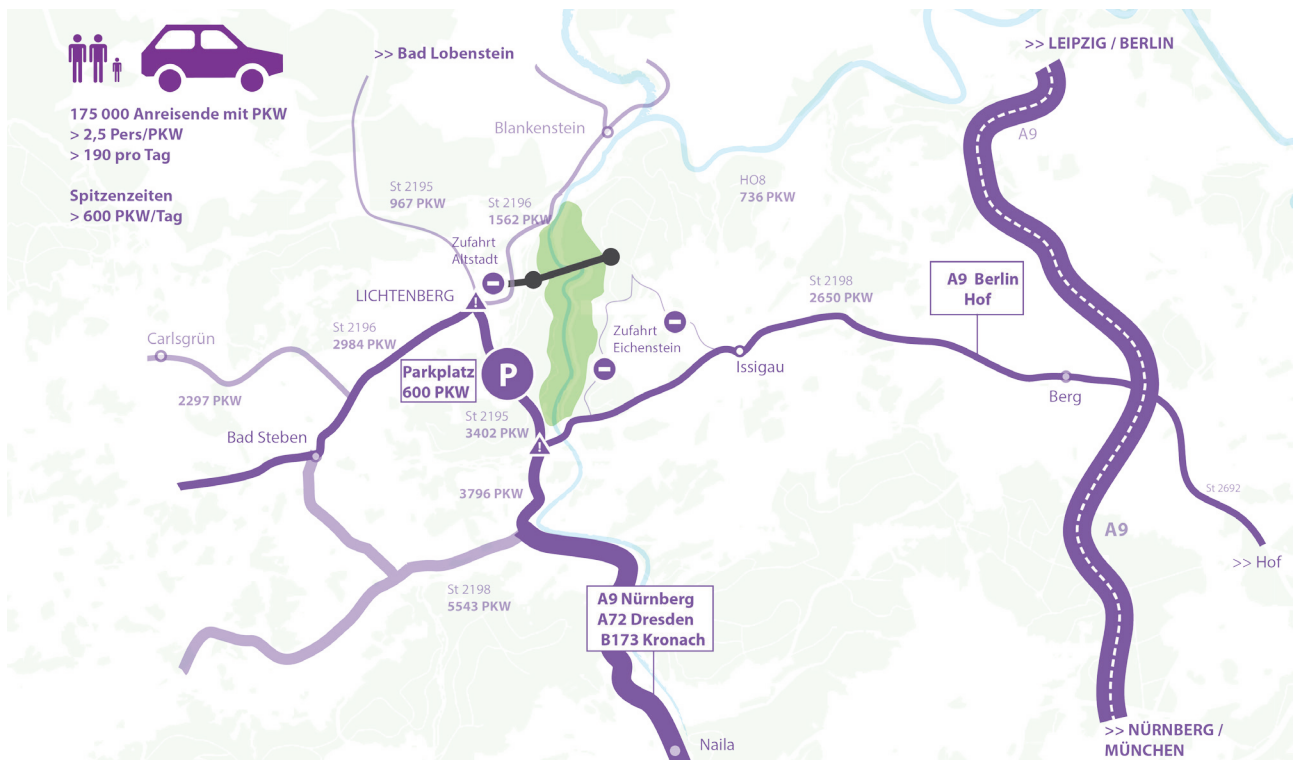 175 000 Anreisende mit PKW
> 2,5 Pers/PKW
> 190 pro Tag
Spitzenzeiten
> 600 PKW/Tag
>> Bad Lobenstein
>> LEIPZIG / BERLIN
Blankenstein
A9
St 2195
967 PKW
St 2196
1562 PKW
HO8
736 PKW
Zufahrt
Altstadt
LICHTENBERG
St 2198
2650 PKW
A9 Berlin
Hof
Carlsgrün
St 2196
2984 PKW
Zufahrt
Eichenstein
Issigau
Parkplatz
600 PKW
P
Berg
2297 PKW
St 2195
3402 PKW
Bad Steben
3796 PKW
St 2692
A9
>> Hof
St 2198
5543 PKW
A9 Nürnberg
A72 Dresden
B173 Kronach
Naila
>> NÜRNBERG /
MÜNCHEN